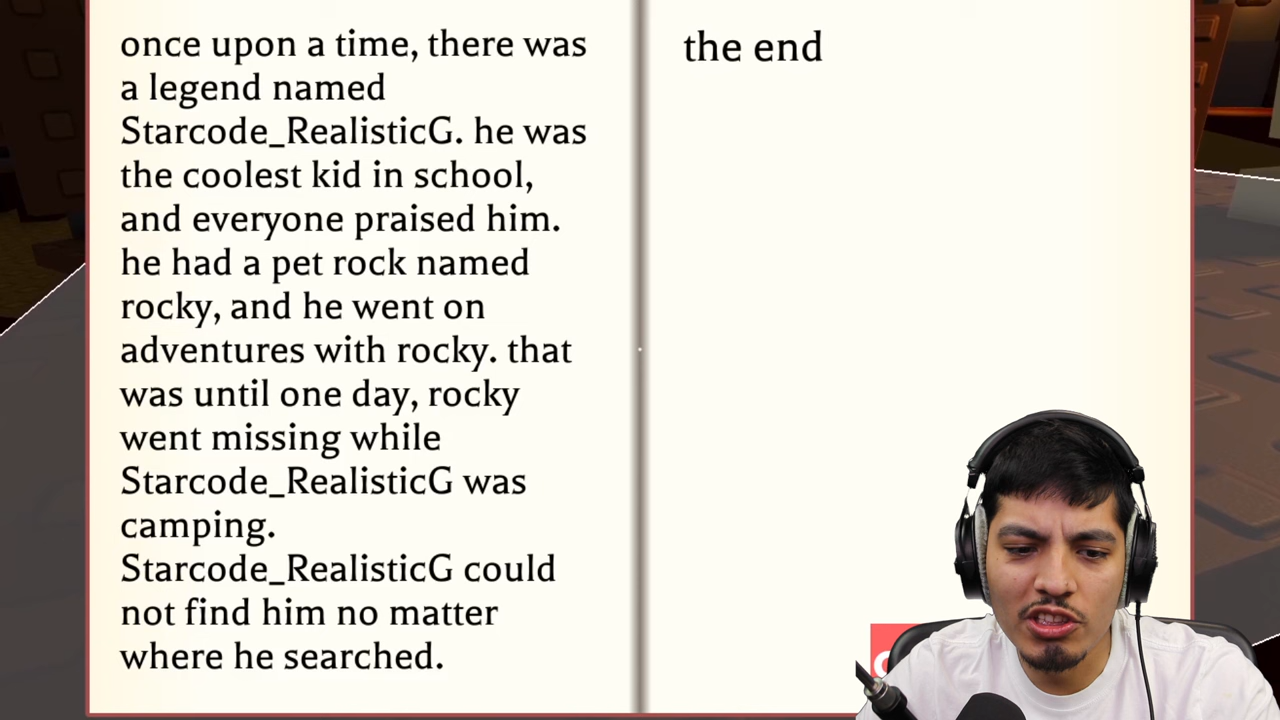 once upon a time, there was
a legend named
Starcode_RealisticG. he was
the coolest kid in school,
and everyone praised him.
he had a pet rock named
rocky, and he went on
adventures with rocky. that
was until one day, rocky
went missing while
Starcode_RealisticG was
camping.
Starcode_RealisticG could
not find him no matter
where he searched.
the end